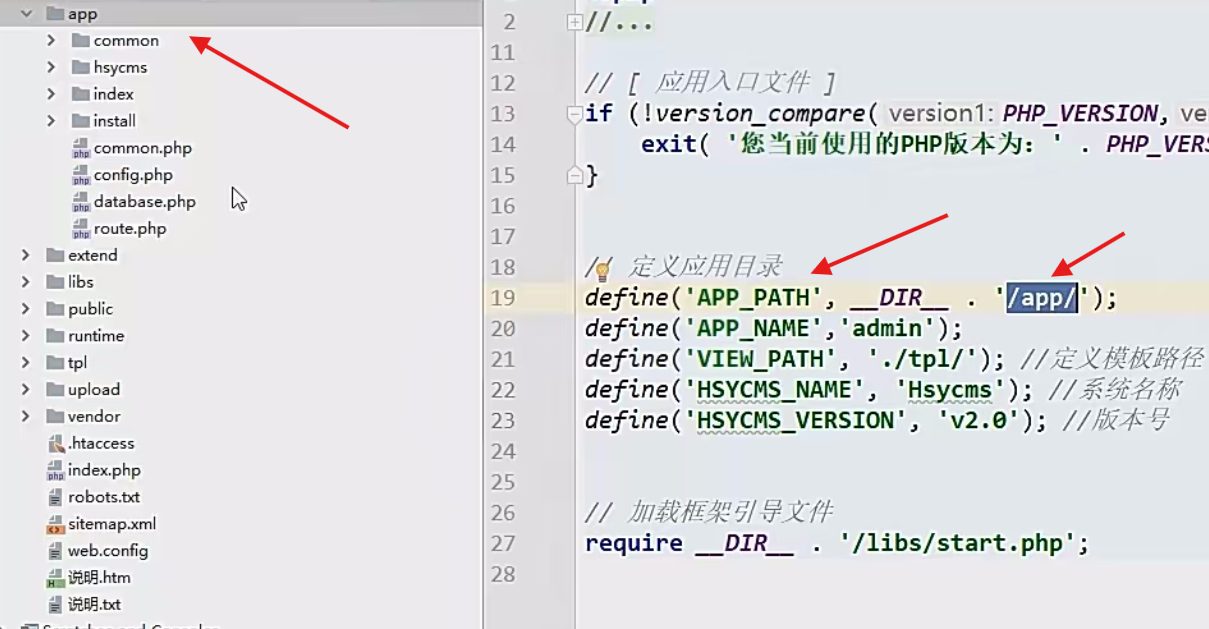 app
common
hsycms
index
install
common.php
config.php
database.php
route.php
extend
libs
public
runtime
tpl
upload
vendor
.htaccess
index.php
robots.txt
sitemap.xml
web.config
说明.htm
说明.txt
2 //...
11
12 // [ 应用入口文件 ]
13 if (!version_compare( version1: PHP_VERSION, ve
14 exit( '您当前使用的PHP版本为：' . PHP_VERS
15 }
16
17
18 // 定义应用目录
19 define('APP_PATH', __DIR__ . '/app/');
20 define('APP_NAME','admin');
21 define('VIEW_PATH', './tpl/'); //定义模板路径
22 define('HSYCMS_NAME', 'Hsycms'); //系统名称
23 define('HSYCMS_VERSION', 'v2.0'); //版本号
24
25
26 // 加载框架引导文件
27 require __DIR__ . '/libs/start.php';
28